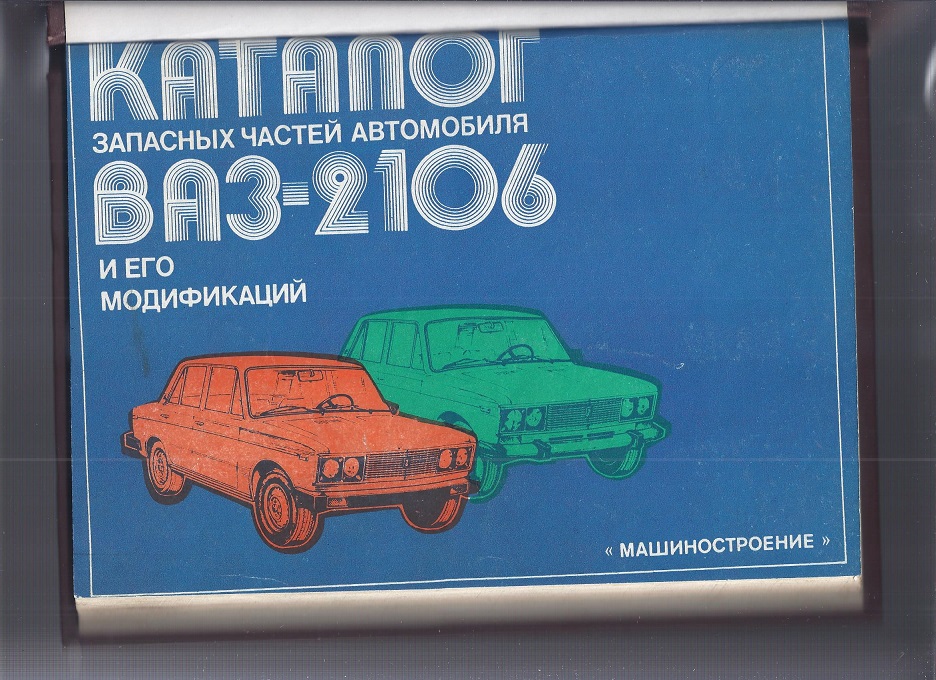 КАТАЛОГ
ЗАПАСНЫХ ЧАСТЕЙ АВТОМОБИЛЯ
ВАЗ-2106
И ЕГО
МОДИФИКАЦИЙ
« МАШИНОСТРОЕНИЕ »